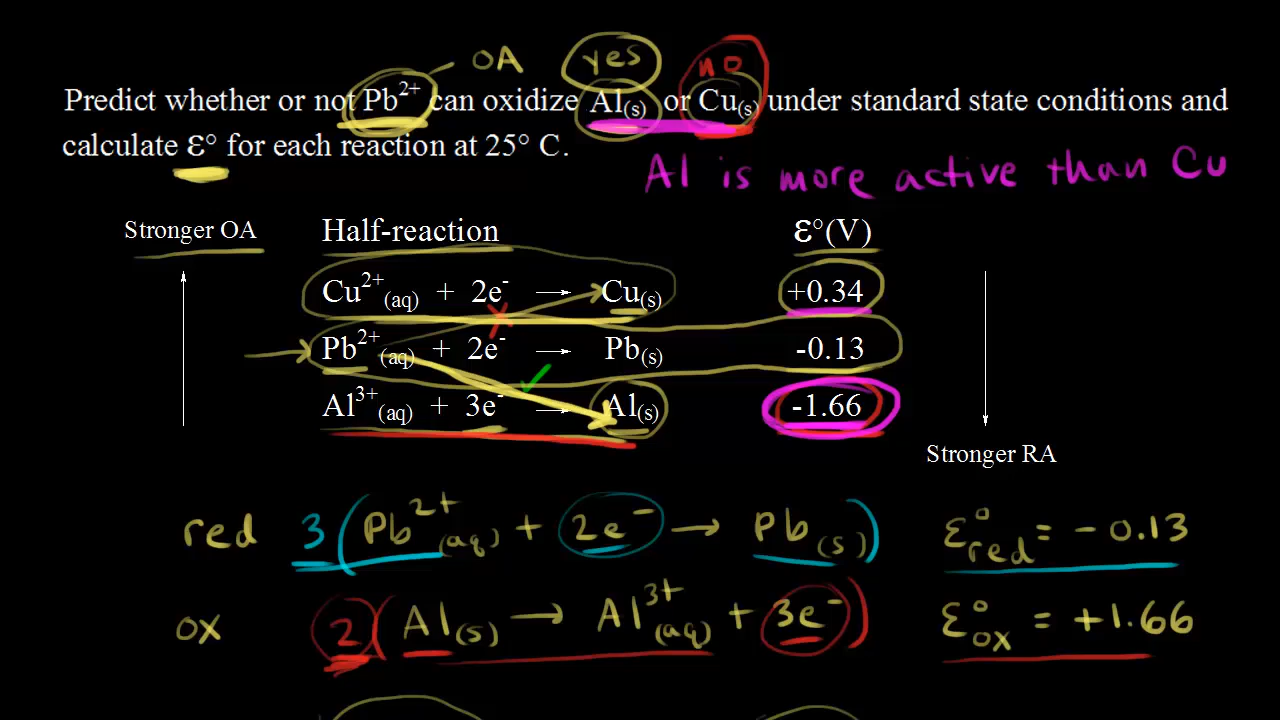 OA yes no
Predict whether or not Pb²⁺ can oxidize Al(s) or Cu(s) under standard state conditions and
calculate ℰ° for each reaction at 25° C.
Al is more active than Cu
Stronger OA Half-reaction ℰ°(V)
Cu²⁺(aq) + 2e⁻ → Cu(s) +0.34
Pb²⁺(aq) + 2e⁻ → Pb(s) -0.13
Al³⁺(aq) + 3e⁻ → Al(s) -1.66
Stronger RA
red 3(Pb²⁺(aq) + 2e⁻ → Pb(s)) ℰ°red = -0.13
ox 2(Al(s) → Al³⁺(aq) + 3e⁻) ℰ°ox = +1.66